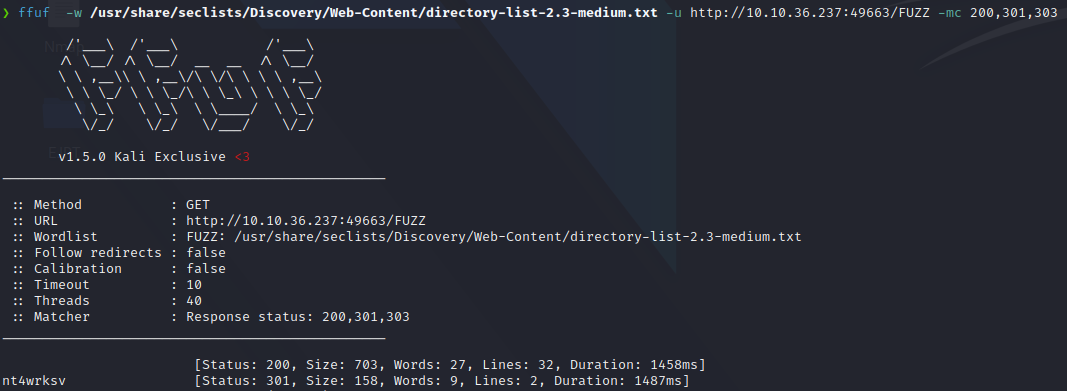 ❯ ffuf -w /usr/share/seclists/Discovery/Web-Content/directory-list-2.3-medium.txt -u http://10.10.36.237:49663/FUZZ -mc 200,301,303
v1.5.0 Kali Exclusive <3
:: Method : GET
:: URL : http://10.10.36.237:49663/FUZZ
:: Wordlist : FUZZ: /usr/share/seclists/Discovery/Web-Content/directory-list-2.3-medium.txt
:: Follow redirects : false
:: Calibration : false
:: Timeout : 10
:: Threads : 40
:: Matcher : Response status: 200,301,303
[Status: 200, Size: 703, Words: 27, Lines: 32, Duration: 1458ms]
nt4wrksv [Status: 301, Size: 158, Words: 9, Lines: 2, Duration: 1487ms]